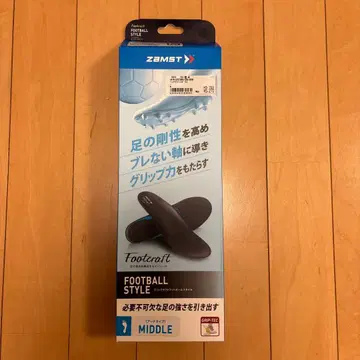 ZAMST
足の剛性を高め
ブレない軸に導き
グリップ力をもたらす
Footcraft
FOOTBALL
STYLE
必要不可欠な足の強さを引き出す
MIDDLE
GRIP-TEC